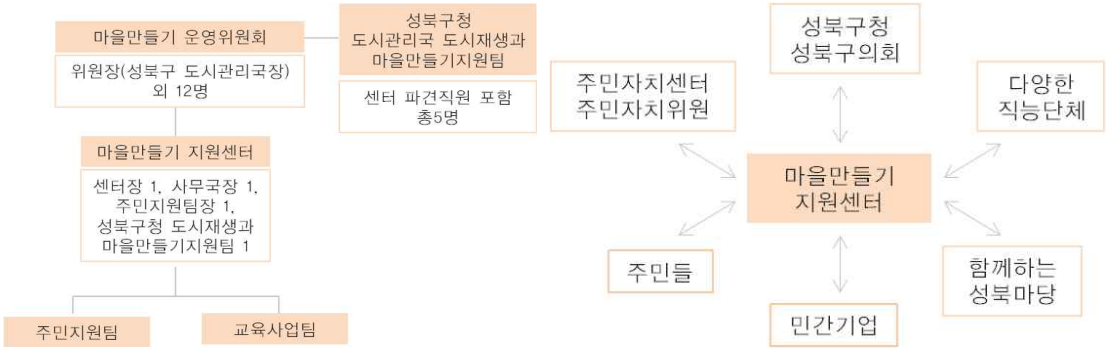 마을만들기 운영위원회
위원장(성북구 도시관리국장)
외 12명
성북구청
도시관리국 도시재생과
마을만들기지원팀
센터 파견직원 포함
총5명
마을만들기 지원센터
센터장 1, 사무국장 1,
주민지원팀장 1,
성북구청 도시재생과
마을만들기지원팀 1
주민지원팀
교육사업팀
성북구청
성북구의회
주민자치센터
주민자치위원
다양한
직능단체
마을만들기
지원센터
주민들
함께하는
성북마당
민간기업